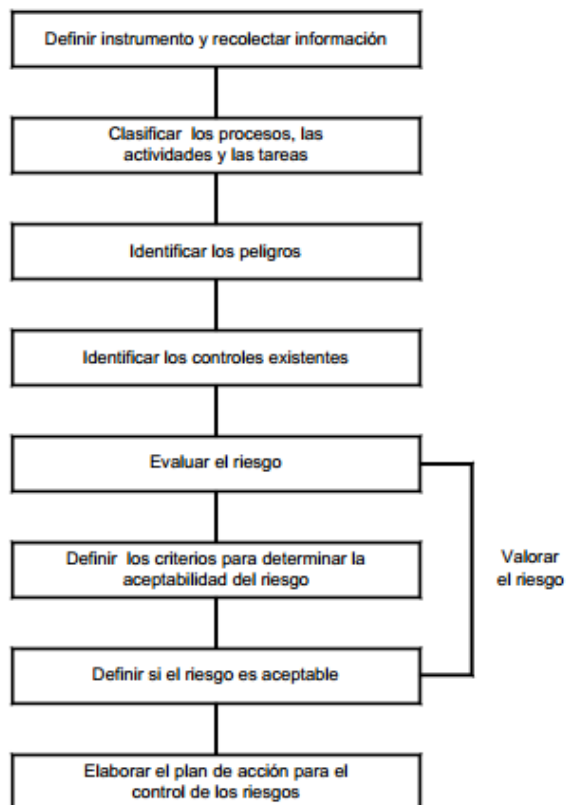 Definir instrumento y recolectar información
Clasificar los procesos, las
actividades y las tareas
Identificar los peligros
Identificar los controles existentes
Evaluar el riesgo
Definir los criterios para determinar la
aceptabilidad del riesgo
Valorar
el riesgo
Definir si el riesgo es aceptable
Elaborar el plan de acción para el
control de los riesgos